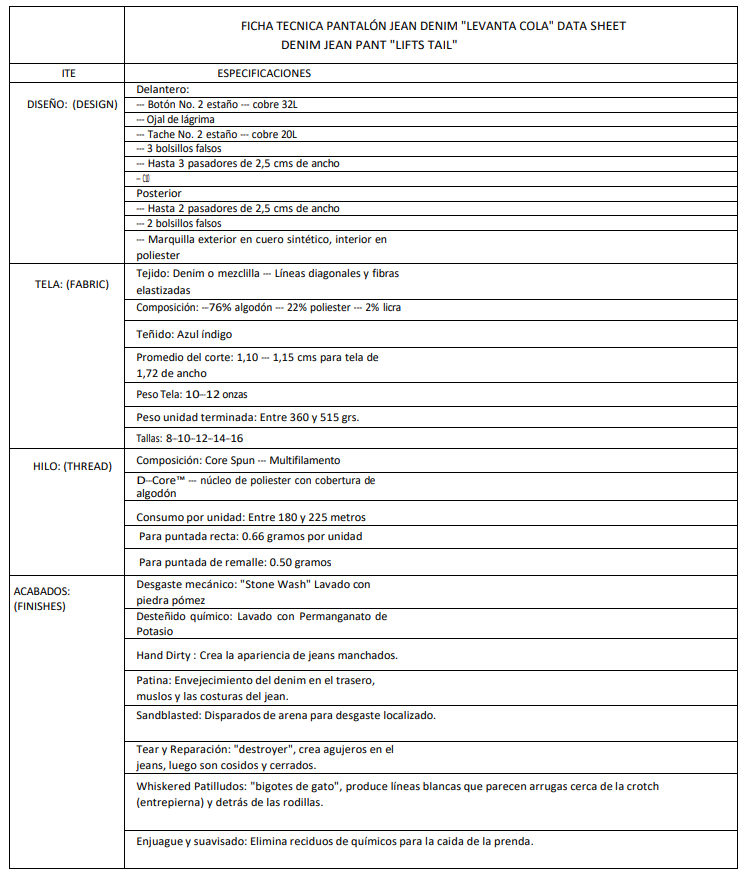 FICHA TECNICA PANTALÓN JEAN DENIM "LEVANTA COLA" DATA SHEET
DENIM JEAN PANT "LIFTS TAIL"
ITE
ESPECIFICACIONES
DISEÑO: (DESIGN)
Delantero:
--- Botón No. 2 estaño --- cobre 32L
--- Ojal de lágrima
--- Tache No. 2 estaño --- cobre 20L
--- 3 bolsillos falsos
--- Hasta 3 pasadores de 2,5 cms de ancho
Posterior
--- Hasta 2 pasadores de 2,5 cms de ancho
--- 2 bolsillos falsos
--- Marquilla exterior en cuero sintético, interior en
poliester
TELA: (FABRIC)
Tejido: Denim o mezclilla --- Líneas diagonales y fibras
elastizadas
Composición: --76% algodón --- 22% poliester --- 2% licra
Teñido: Azul índigo
Promedio del corte: 1,10 --- 1,15 cms para tela de
1,72 de ancho
Peso Tela: 10--12 onzas
Peso unidad terminada: Entre 360 y 515 grs.
Tallas: 8-10-12-14-16
HILO: (THREAD)
Composición: Core Spun --- Multifilamento
D--Core™ --- núcleo de poliester con cobertura de
algodón
Consumo por unidad: Entre 180 y 225 metros
Para puntada recta: 0.66 gramos por unidad
Para puntada de remalle: 0.50 gramos
ACABADOS:
(FINISHES)
Desgaste mecánico: "Stone Wash" Lavado con
piedra pómez
Desteñido químico: Lavado con Permanganato de
Potasio
Hand Dirty : Crea la apariencia de jeans manchados.
Patina: Envejecimiento del denim en el trasero,
muslos y las costuras del jean.
Sandblasted: Disparados de arena para desgaste localizado.
Tear y Reparación: "destroyer", crea agujeros en el
jeans, luego son cosidos y cerrados.
Whiskered Patilludos: "bigotes de gato", produce líneas blancas que parecen arrugas cerca de la crotch
(entrepierna) y detrás de las rodillas.
Enjuague y suavisado: Elimina reciduos de químicos para la caida de la prenda.